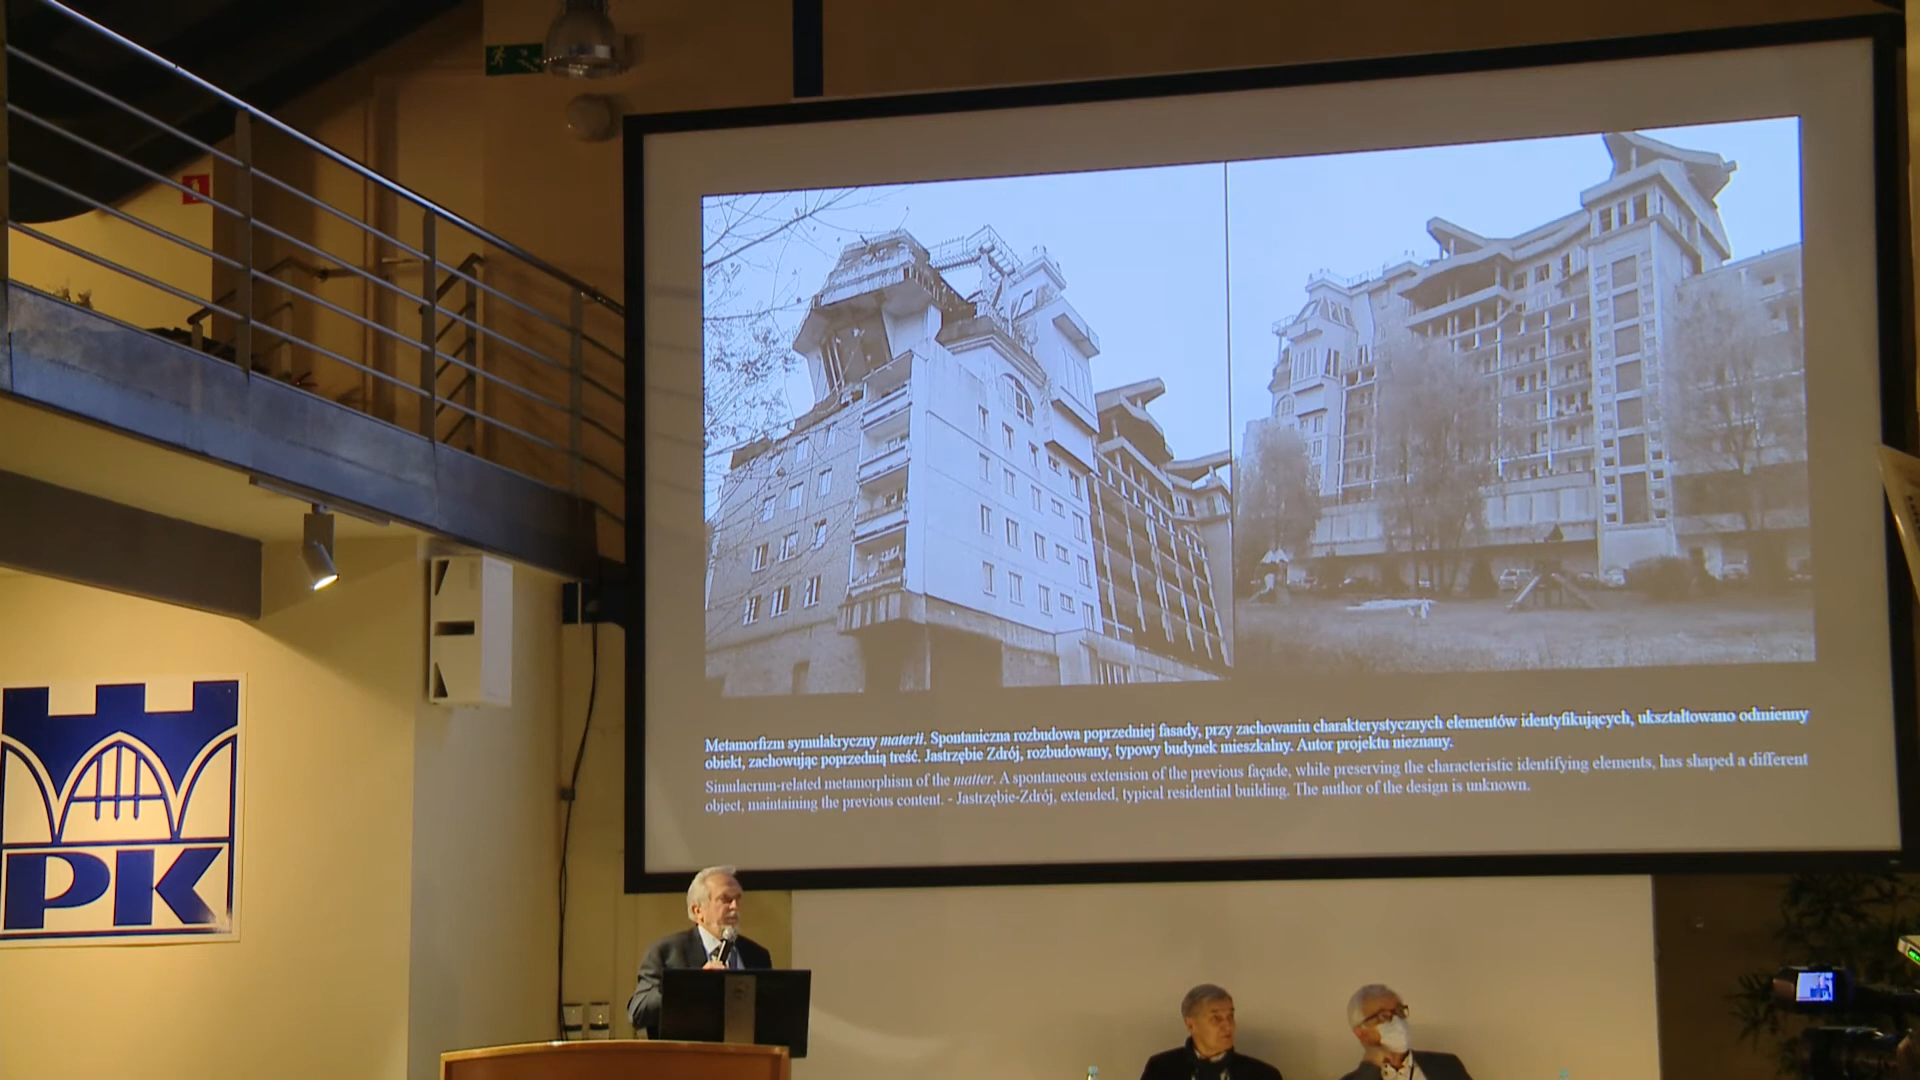 Metamorfizm symulakryczny materii. Spontaniczna rozbudowa poprzedniej fasady, przy zachowaniu charakterystycznych elementów identyfikujących, ukształtowano odmienny
obiekt, zachowując poprzednią treść. Jastrzębie Zdrój, rozbudowany, typowy budynek mieszkalny. Autor projektu nieznany.
Simulacrum-related metamorphism of the matter. A spontaneous extension of the previous façade, while preserving the characteristic identifying elements, has shaped a different
object, maintaining the previous content. - Jastrzębie-Zdrój, extended, typical residential building. The author of the design is unknown.
PK